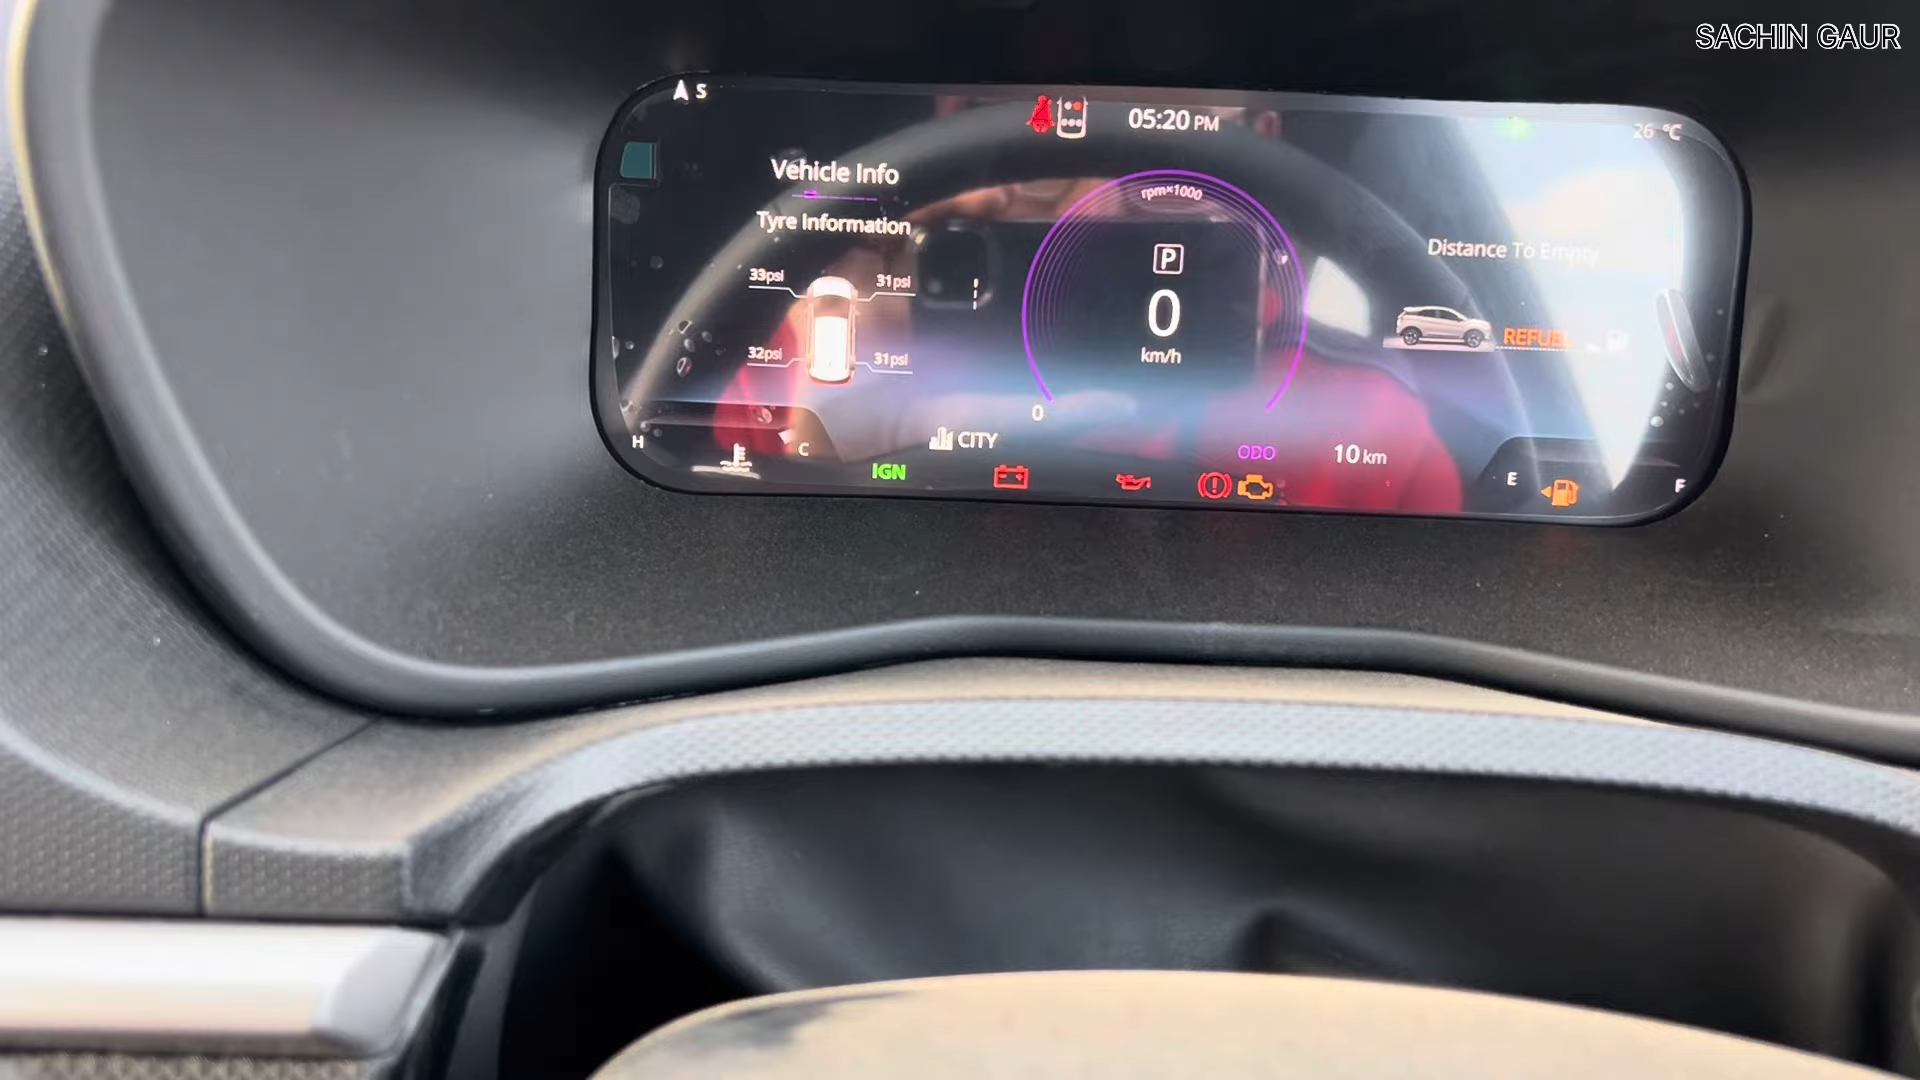 SACHIN GAUR
S
05:20 PM
26 °C
Vehicle Info
Tyre Information
33psi
31psi
32psi
31psi
rpm×1000
P
0
km/h
0
Distance To Empty
REFUEL
H
C
CITY
IGN
ODO
10 km
E
F